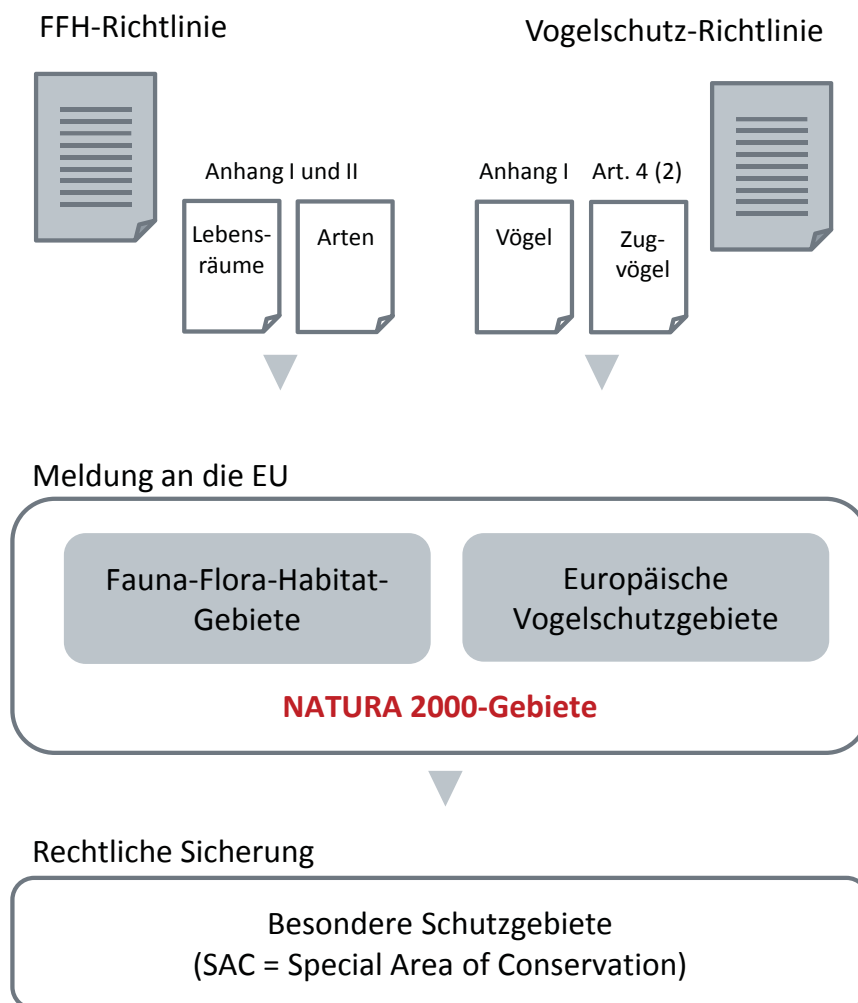 FFH-Richtlinie
Vogelschutz-Richtlinie
Anhang I und II
Anhang I
Art. 4 (2)
Lebens-
räume
Arten
Vögel
Zug-
vögel
Meldung an die EU
Fauna-Flora-Habitat-
Gebiete
Europäische
Vogelschutzgebiete
NATURA 2000-Gebiete
Rechtliche Sicherung
Besondere Schutzgebiete
(SAC = Special Area of Conservation)